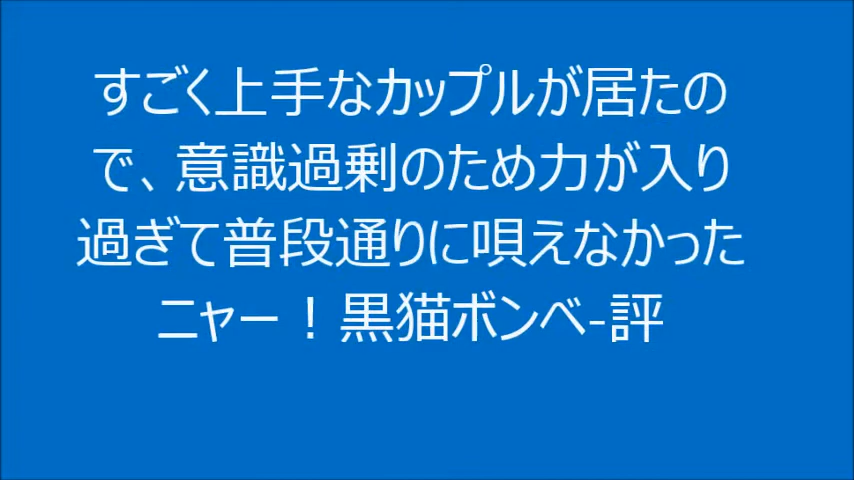 すごく上手なカップルが居たの
で、意識過剰のため力が入り
過ぎて普段通りに唄えなかった
ニャー！黒猫ボンベ-評